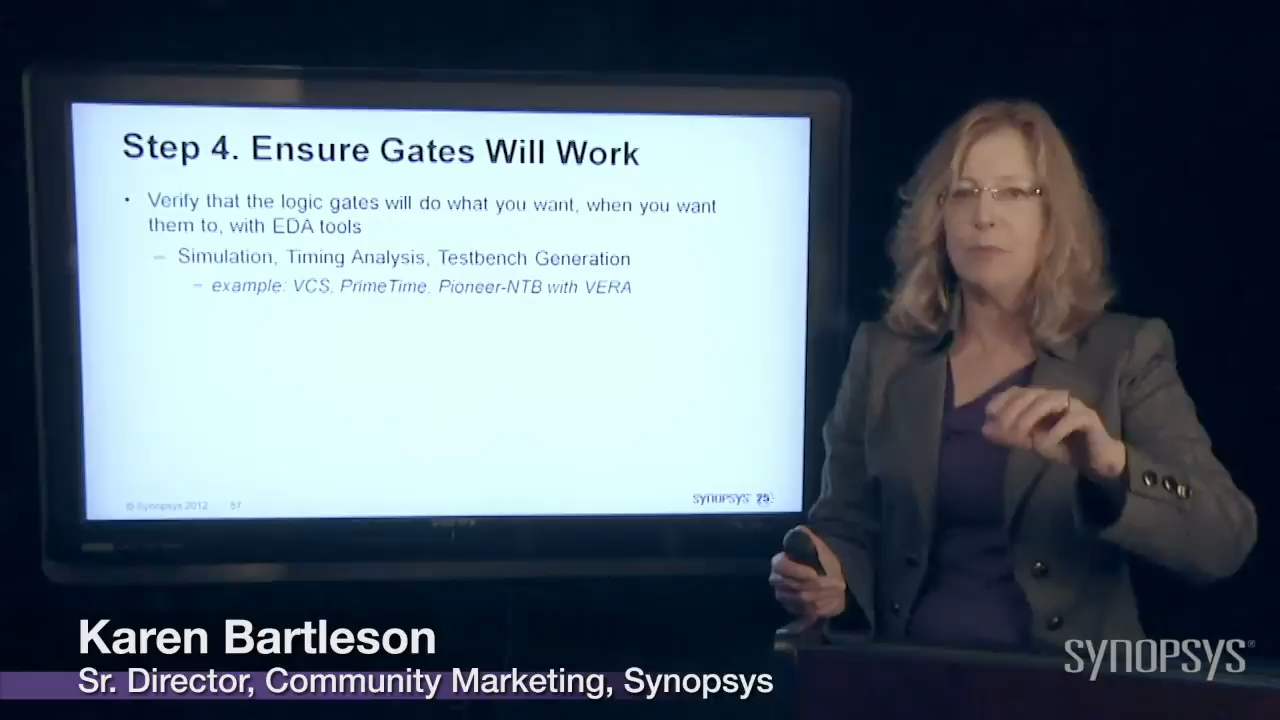 Step 4. Ensure Gates Will Work
• Verify that the logic gates will do what you want, when you want
them to, with EDA tools
– Simulation, Timing Analysis, Testbench Generation
– example: VCS, PrimeTime, Pioneer-NTB with VERA
© Synopsys 2012 57
SYNOPSYS 25
Karen Bartleson
Sr. Director, Community Marketing, Synopsys
SYNOPSYS®